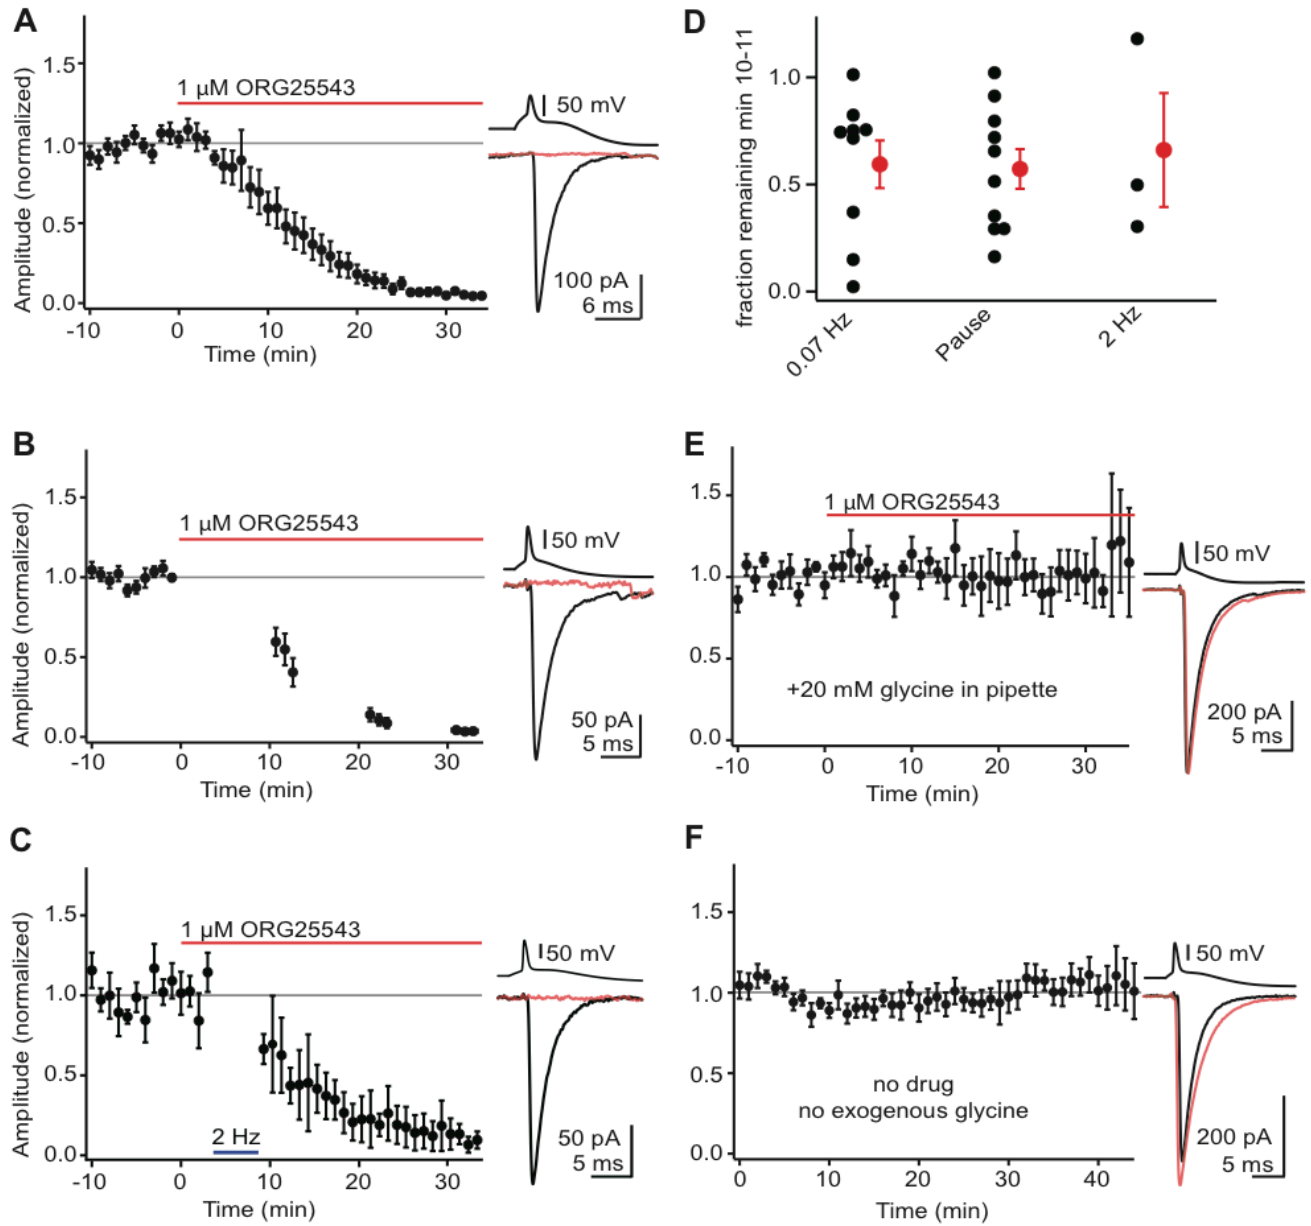 A
Amplitude (normalized)
1.5
1.0
0.5
0.0
1 µM ORG25543
-10 0 10 20 30
Time (min)
50 mV
100 pA
6 ms
D
fraction remaining min 10-11
1.0
0.5
0.0
0.07 Hz
Pause
2 Hz
B
Amplitude (normalized)
1.5
1.0
0.5
0.0
1 µM ORG25543
-10 0 10 20 30
Time (min)
50 mV
50 pA
5 ms
E
1.5
1.0
0.5
0.0
1 µM ORG25543
+20 mM glycine in pipette
-10 0 10 20 30
Time (min)
50 mV
200 pA
5 ms
C
Amplitude (normalized)
1.5
1.0
0.5
0.0
1 µM ORG25543
2 Hz
-10 0 10 20 30
Time (min)
50 mV
50 pA
5 ms
F
1.5
1.0
0.5
0.0
no drug
no exogenous glycine
0 10 20 30 40
Time (min)
50 mV
200 pA
5 ms